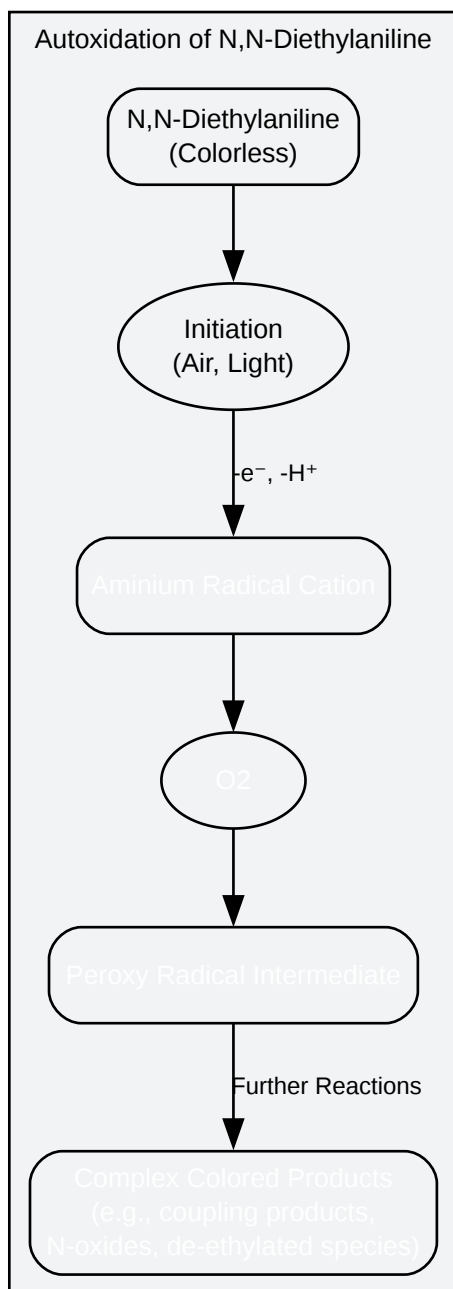 Autoxidation of N,N-Diethylaniline
N,N-Diethylaniline
(Colorless)
Initiation
(Air, Light)
-e⁻, -H⁺
Aminium Radical Cation
O2
Peroxy Radical Intermediate
Further Reactions
Complex Colored Products
(e.g., coupling products,
N-oxides, de-ethylated species)